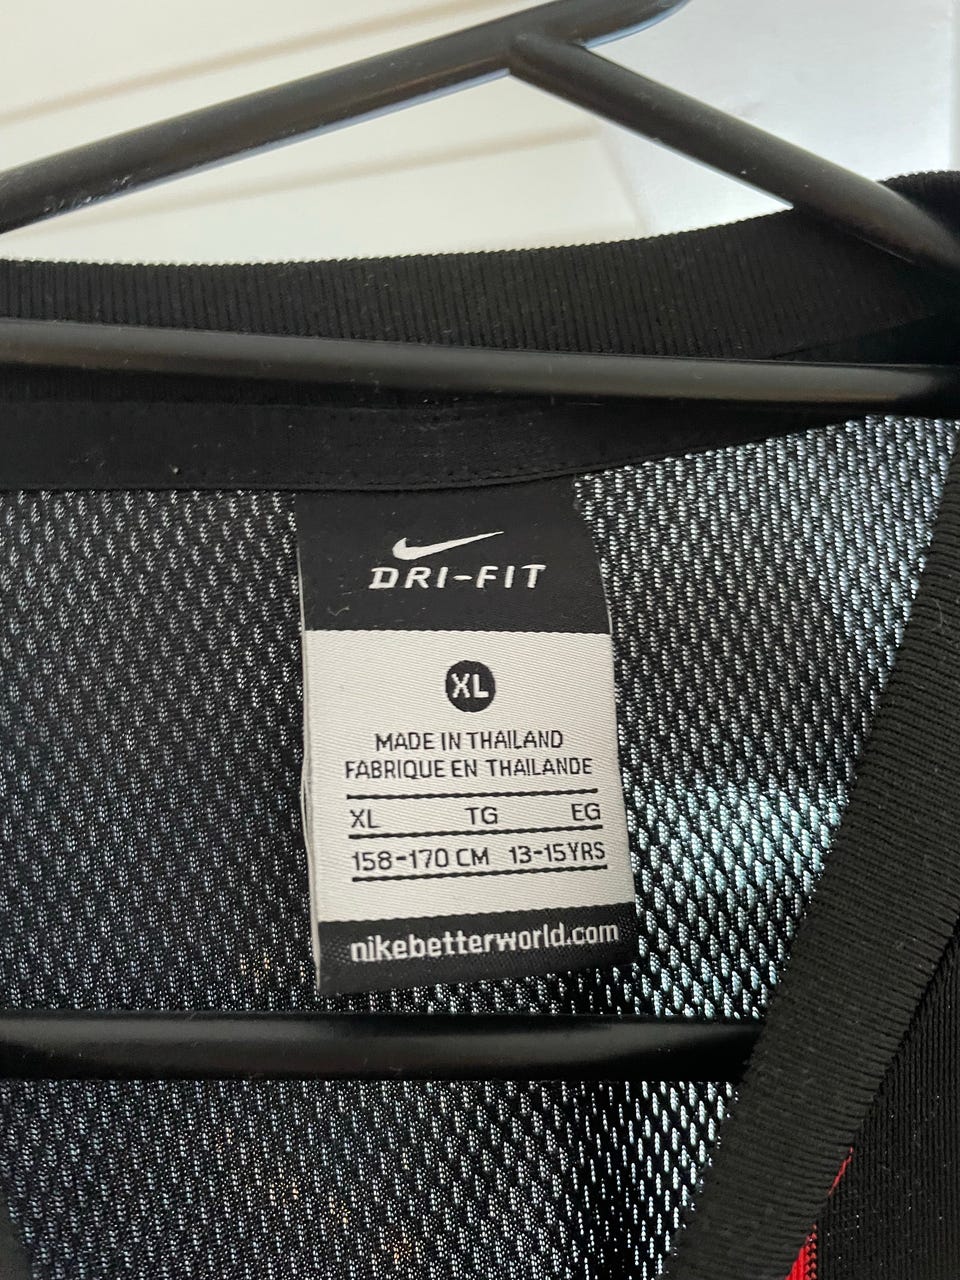 DRI-FIT
XL
MADE IN THAILAND
FABRIQUE EN THAILANDE
XL TG EG
158-170 CM 13-15YRS
nikebetterworld.com